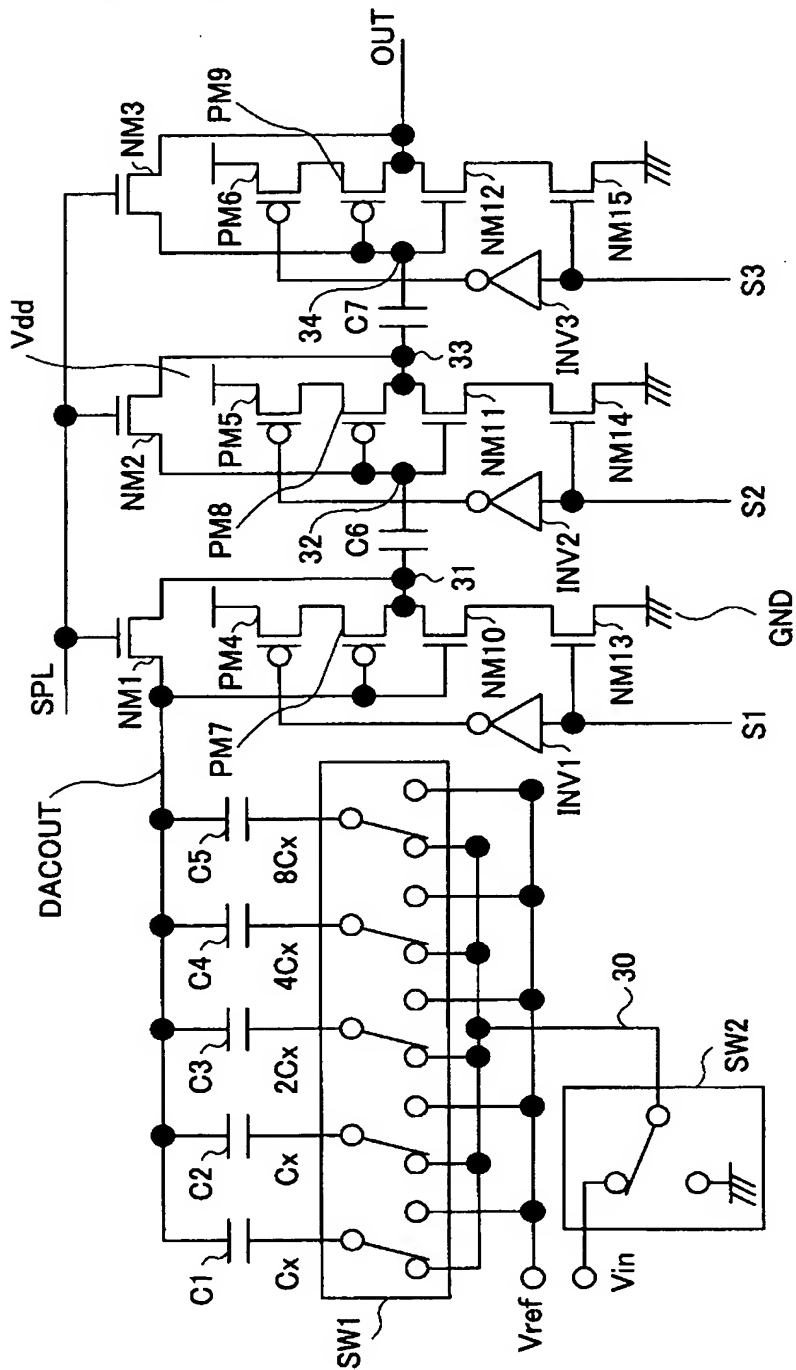 SPL
DACOUT
NM1
NM2
NM3
Vdd
OUT
PM4
PM5
PM6
PM7
PM8
PM9
31
32
33
34
C6
C7
NM10
NM11
NM12
NM13
NM14
NM15
INV1
INV2
INV3
S1
S2
S3
GND
C1
C2
C3
C4
C5
Cx
Cx
2Cx
4Cx
8Cx
SW1
30
SW2
Vref
Vin